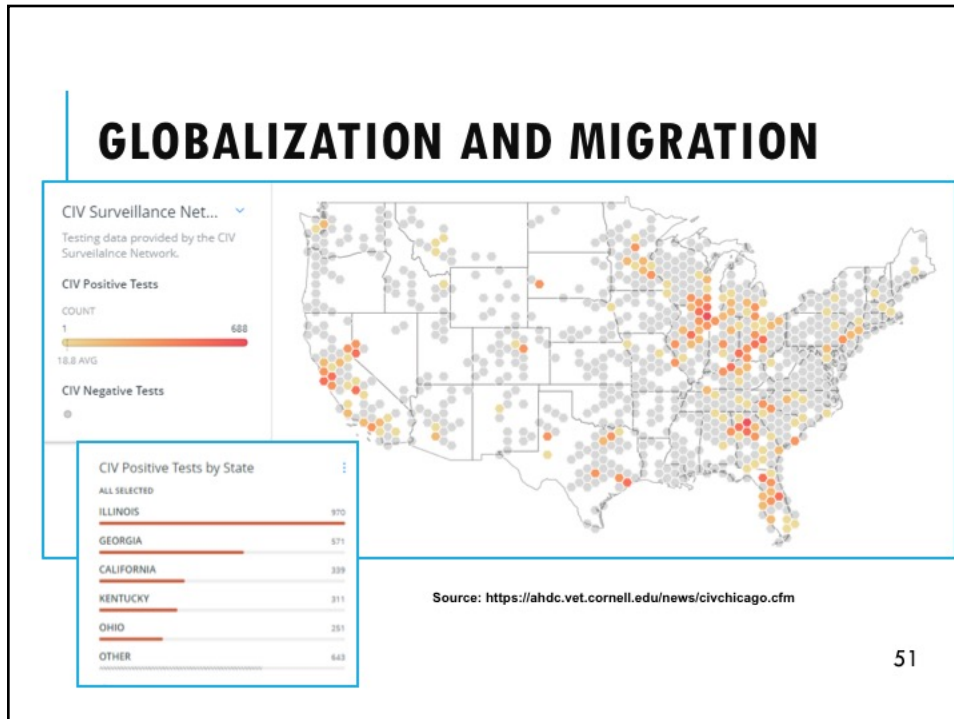 GLOBALIZATION AND MIGRATION
CIV Surveillance Net...
Testing data provided by the CIV
Surveilalnce Network.
CIV Positive Tests
COUNT
1 688
18.8 AVG
CIV Negative Tests
CIV Positive Tests by State
ALL SELECTED
ILLINOIS 970
GEORGIA 571
CALIFORNIA 339
KENTUCKY 311
OHIO 251
OTHER 643
Source: https://ahdc.vet.cornell.edu/news/civchicago.cfm
51